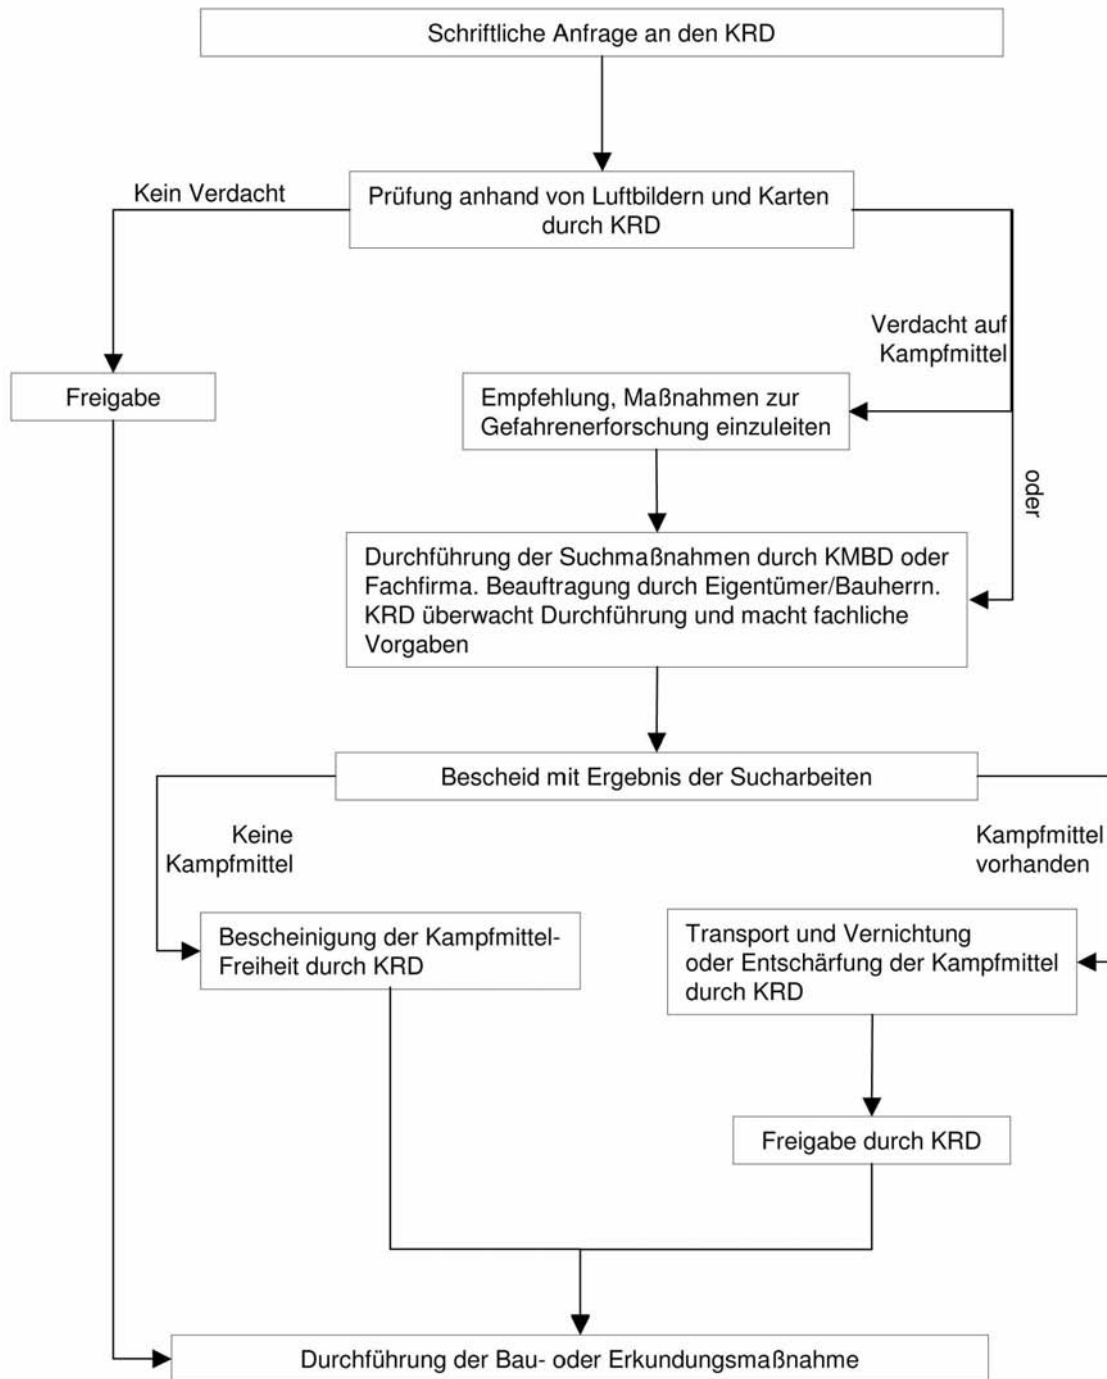 Schriftliche Anfrage an den KRD
Kein Verdacht
Prüfung anhand von Luftbildern und Karten
durch KRD
Verdacht auf
Kampfmittel
Freigabe
Empfehlung, Maßnahmen zur
Gefahrenerforschung einzuleiten
oder
Durchführung der Suchmaßnahmen durch KMBD oder
Fachfirma. Beauftragung durch Eigentümer/Bauherrn.
KRD überwacht Durchführung und macht fachliche
Vorgaben
Bescheid mit Ergebnis der Sucharbeiten
Keine
Kampfmittel
Kampfmittel
vorhanden
Bescheinigung der Kampfmittel-
Freiheit durch KRD
Transport und Vernichtung
oder Entschärfung der Kampfmittel
durch KRD
Freigabe durch KRD
Durchführung der Bau- oder Erkundungsmaßnahme